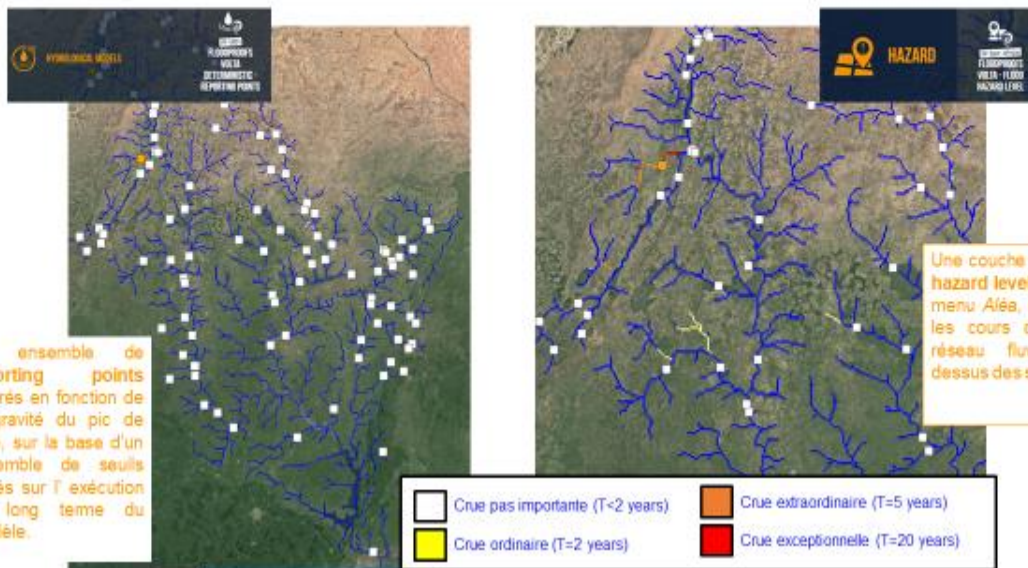 HYDROLOGICAL MODELS
FLOODPROOFS
VOLTA
DETERMINISTIC
REPORTING POINTS
HAZARD
FLOODPROOFS
VOLTA - FLOOD
HAZARD LEVEL
ensemble de
orting points
rés en fonction de
gravité du pic de
, sur la base d'un
emble de seuils
és sur l' exécution
long terme du
èle.
Une couche
hazard leve
menu Aléa,
les cours d
réseau flu
dessus des s
Crue pas importante (T<2 years)
Crue extraordinaire (T=5 years)
Crue ordinaire (T=2 years)
Crue exceptionnelle (T=20 years)